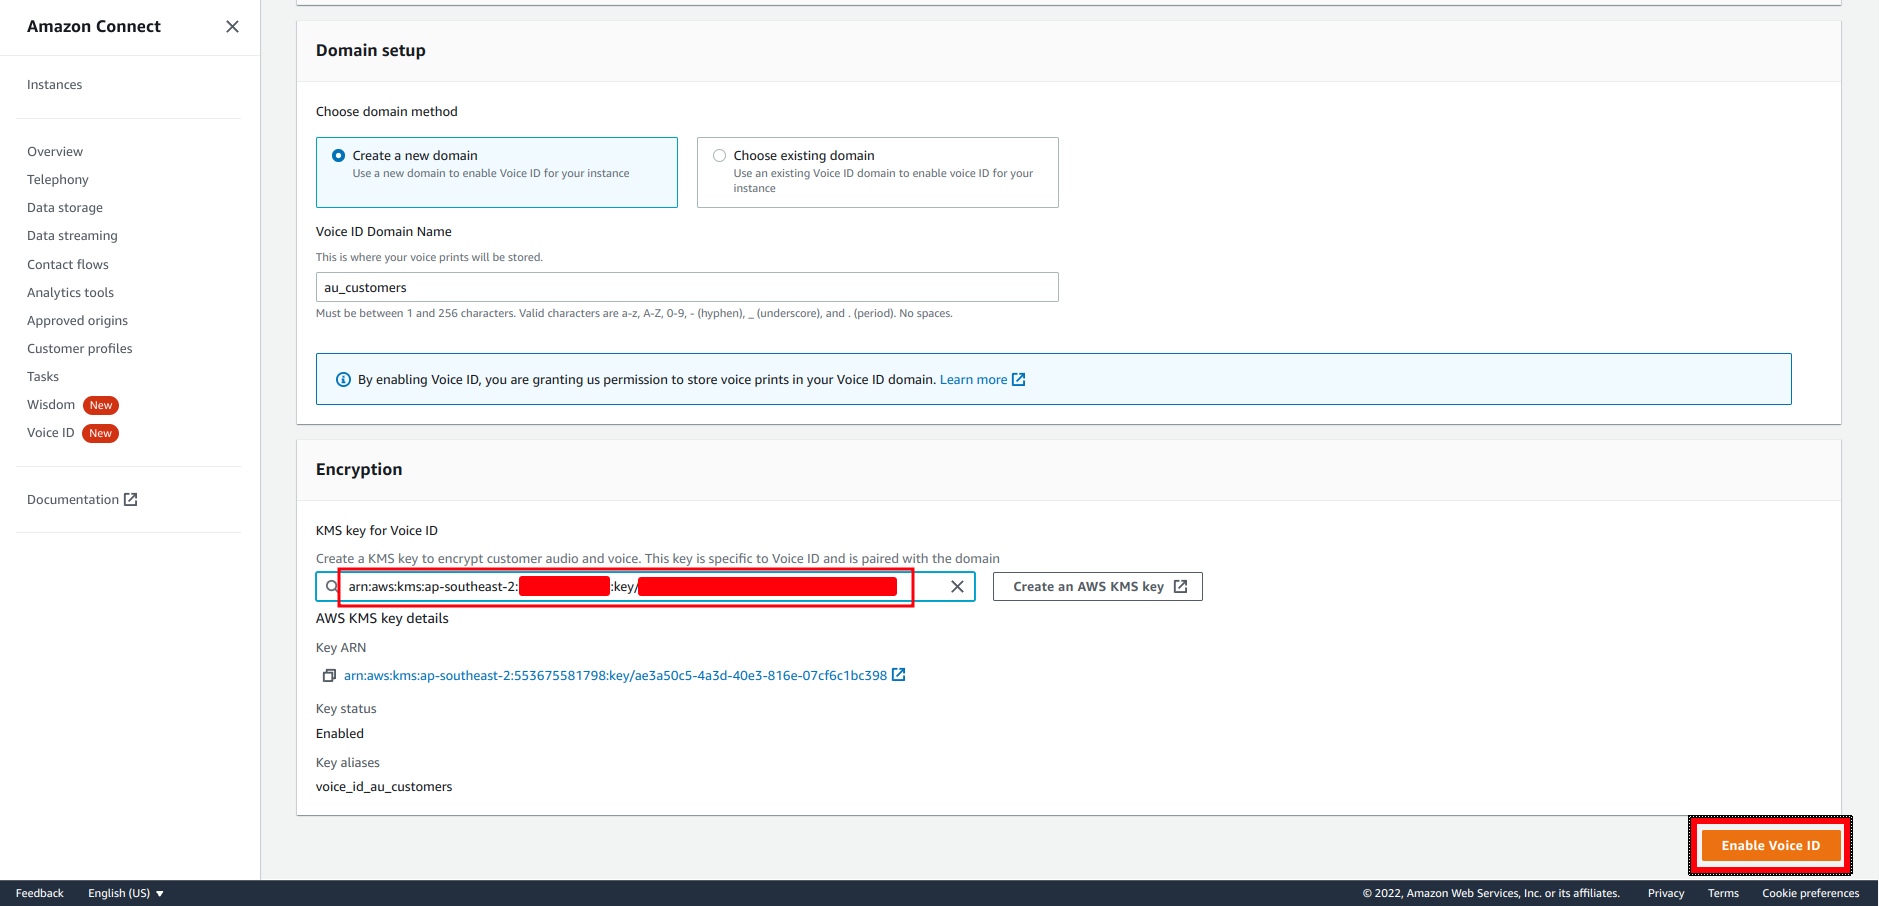 Amazon Connect
Instances
Overview
Telephony
Data storage
Data streaming
Contact flows
Analytics tools
Approved origins
Customer profiles
Tasks
Wisdom New
Voice ID New
Documentation
Domain setup
Choose domain method
Create a new domain
Use a new domain to enable Voice ID for your instance
Choose existing domain
Use an existing Voice ID domain to enable voice ID for your
instance
Voice ID Domain Name
This is where your voice prints will be stored.
au_customers
Must be between 1 and 256 characters. Valid characters are a-z, A-Z, 0-9, - (hyphen), _ (underscore), and . (period). No spaces.
By enabling Voice ID, you are granting us permission to store voice prints in your Voice ID domain. Learn more
Encryption
KMS key for Voice ID
Create a KMS key to encrypt customer audio and voice. This key is specific to Voice ID and is paired with the domain
arn:aws:kms:ap-southeast-2: :key/
Create an AWS KMS key
AWS KMS key details
Key ARN
arn:aws:kms:ap-southeast-2:553675581798:key/ae3a50c5-4a3d-40e3-816e-07cf6c1bc398
Key status
Enabled
Key aliases
voice_id_au_customers
Enable Voice ID
Feedback English (US) © 2022, Amazon Web Services, Inc. or its affiliates. Privacy Terms Cookie preferences